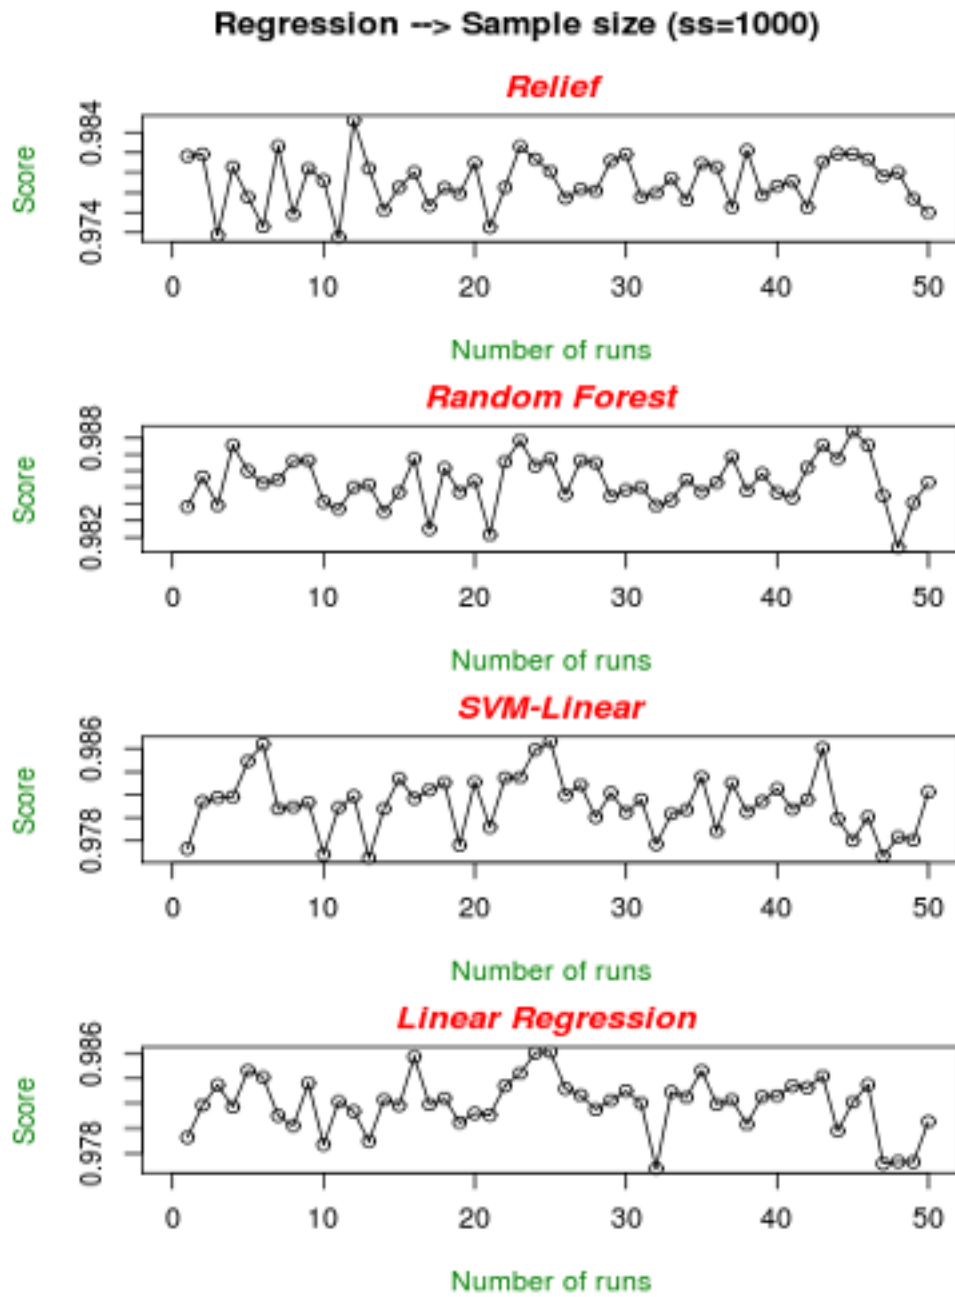 Regression --> Sample size (ss=1000)
Relief
Score
0.984
0.974
0 10 20 30 40 50
Number of runs
Random Forest
Score
0.988
0.982
0 10 20 30 40 50
Number of runs
SVM-Linear
Score
0.986
0.978
0 10 20 30 40 50
Number of runs
Linear Regression
Score
0.986
0.978
0 10 20 30 40 50
Number of runs